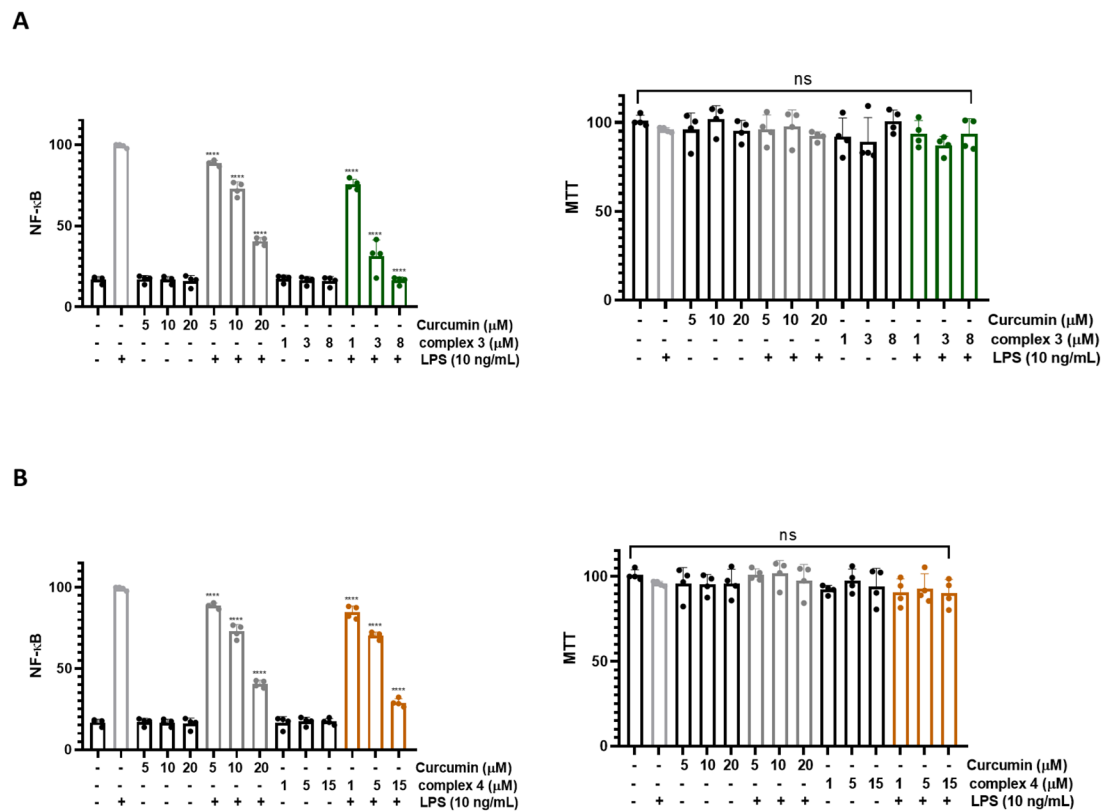 A
NF-κB
100
50
0
**** **** **** **** **** ****
- - 5 10 20 5 10 20 - - - - - - Curcumin (μM)
- - - - - - - - 1 3 8 1 3 8 complex 3 (μM)
- + - - - + + + - - - + + + LPS (10 ng/mL)
ns
MTT
100
50
0
- - 5 10 20 5 10 20 - - - - - - Curcumin (μM)
- - - - - - - - 1 3 8 1 3 8 complex 3 (μM)
- + - - - + + + - - - + + + LPS (10 ng/mL)
B
NF-κB
100
50
0
**** **** **** **** **** ****
- - 5 10 20 5 10 20 - - - - - - Curcumin (μM)
- - - - - - - - 1 5 15 1 5 15 complex 4 (μM)
- + - - - + + + - - - + + + LPS (10 ng/mL)
ns
MTT
100
50
0
- - 5 10 20 5 10 20 - - - - - - Curcumin (μM)
- - - - - - - - 1 5 15 1 5 15 complex 4 (μM)
- + - - - + + + - - - + + + LPS (10 ng/mL)